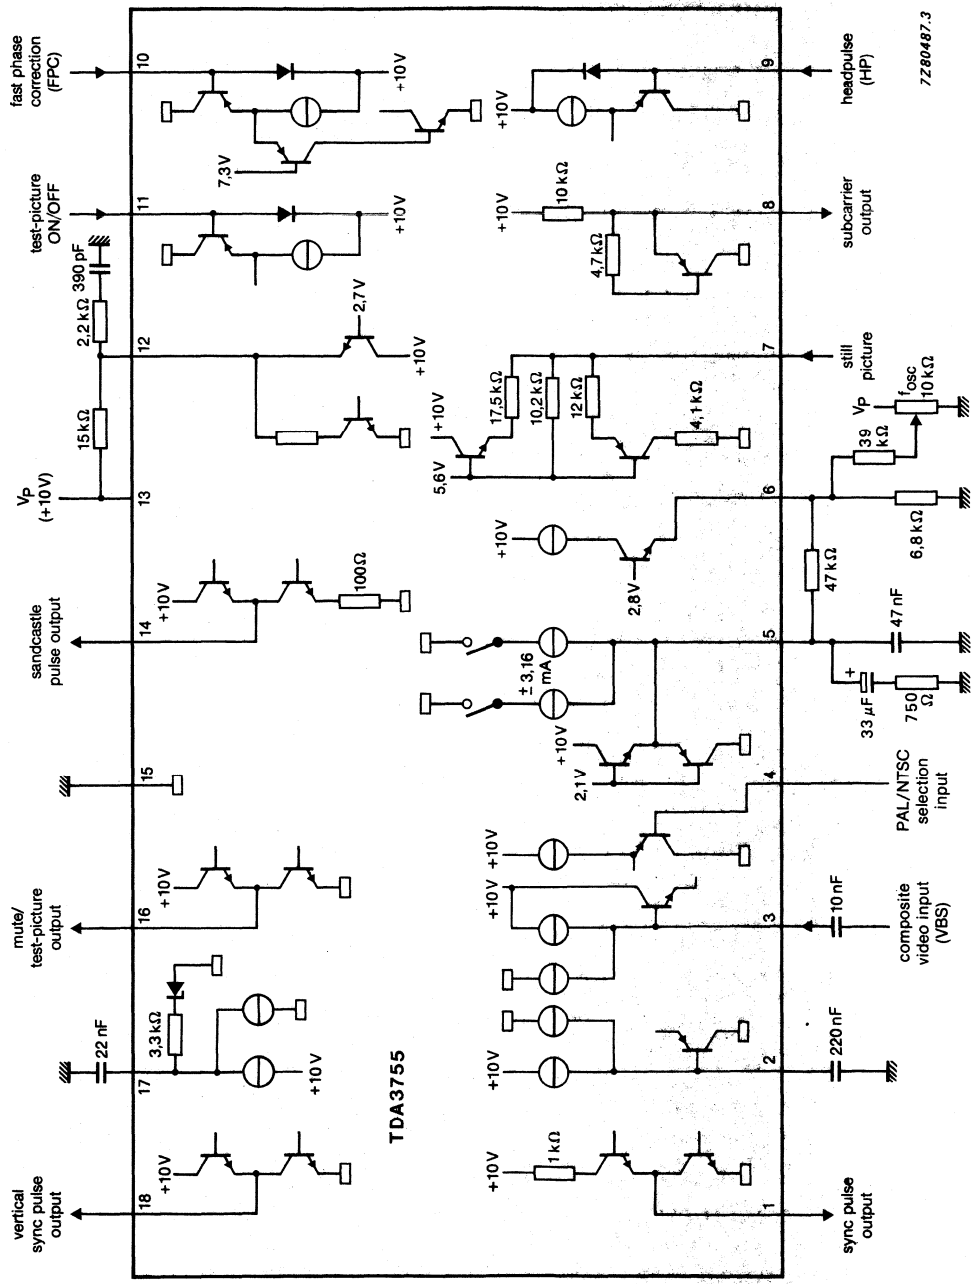 vertical
sync pulse
output
18
+10V
17
22 nF
3,3 kΩ
+10V
mute/
test-picture
output
16
+10V
15
sandcastle
pulse output
14
+10V
100Ω
VP
(+10V)
13
15 kΩ
12
2,2 kΩ
390 pF
2,7V
+10V
test-picture
ON/OFF
11
+10V
fast phase
correction
(FPC)
10
+10V
7,3V
TDA3755
+10V
1 kΩ
1
sync pulse
output
+10V
2
220 nF
+10V
3
10 nF
composite
video input
(VBS)
+10V
4
PAL/NTSC
selection
input
+10V
2,1V
± 3,16
mA
5
33 µF
+
750
Ω
47 nF
47 kΩ
+10V
2,8V
6
6,8 kΩ
39
kΩ
VP
fosc
10 kΩ
+10V
5,6V
17,5 kΩ
10,2 kΩ
12 kΩ
4,1 kΩ
7
still
picture
+10V
10 kΩ
4,7 kΩ
8
subcarrier
output
+10V
9
headpulse
(HP)
7Z80487.3